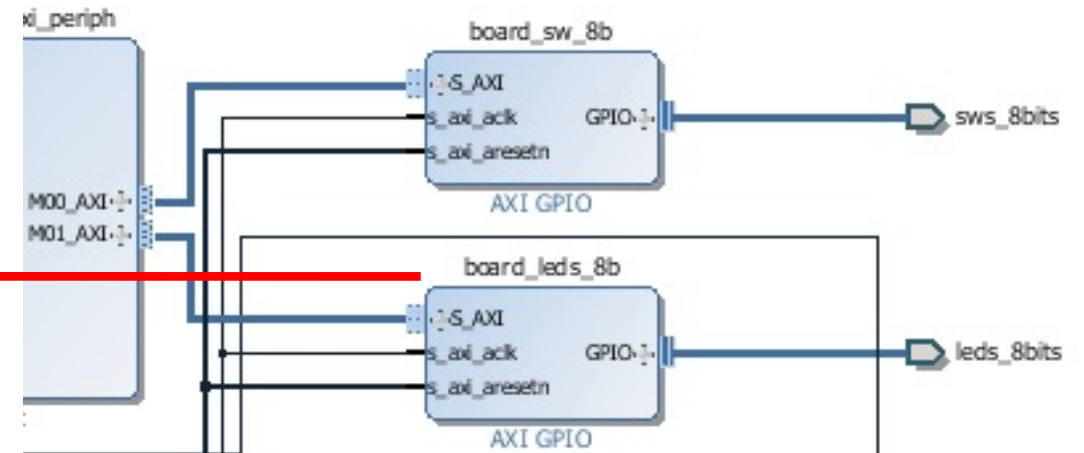 xi_periph
M00_AXI
M01_AXI
board_sw_8b
S_AXI
s_axi_aclk
s_axi_aresetn
GPIO
AXI GPIO
sws_8bits
board_leds_8b
S_AXI
s_axi_aclk
s_axi_aresetn
GPIO
AXI GPIO
leds_8bits